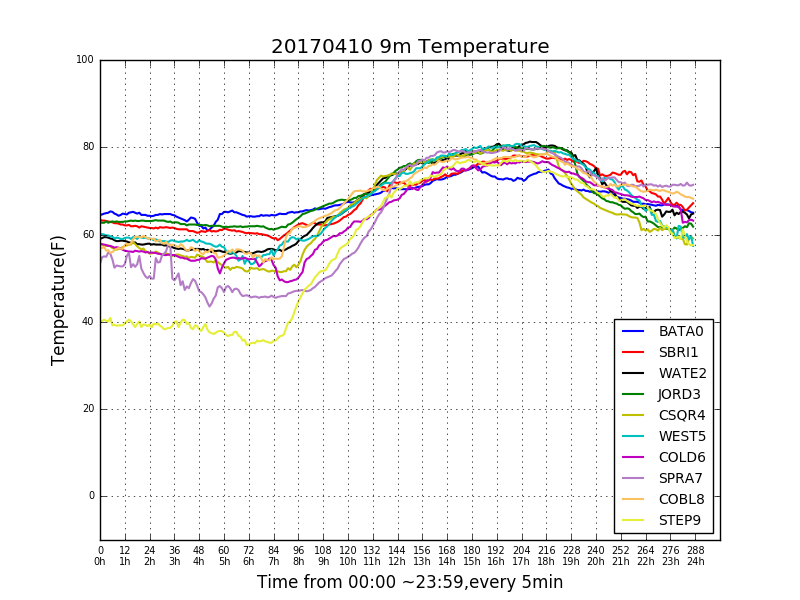 20170410 9m Temperature
100
80
60
40
20
0
Temperature(F)
BATA0
SBRI1
WATE2
JORD3
CSQR4
WEST5
COLD6
SPRA7
COBL8
STEP9
0 12 24 36 48 60 72 84 96 108 120 132 144 156 168 180 192 204 216 228 240 252 264 276 288
0h 1h 2h 3h 4h 5h 6h 7h 8h 9h 10h 11h 12h 13h 14h 15h 16h 17h 18h 19h 20h 21h 22h 23h 24h
Time from 00:00 ~23:59,every 5min